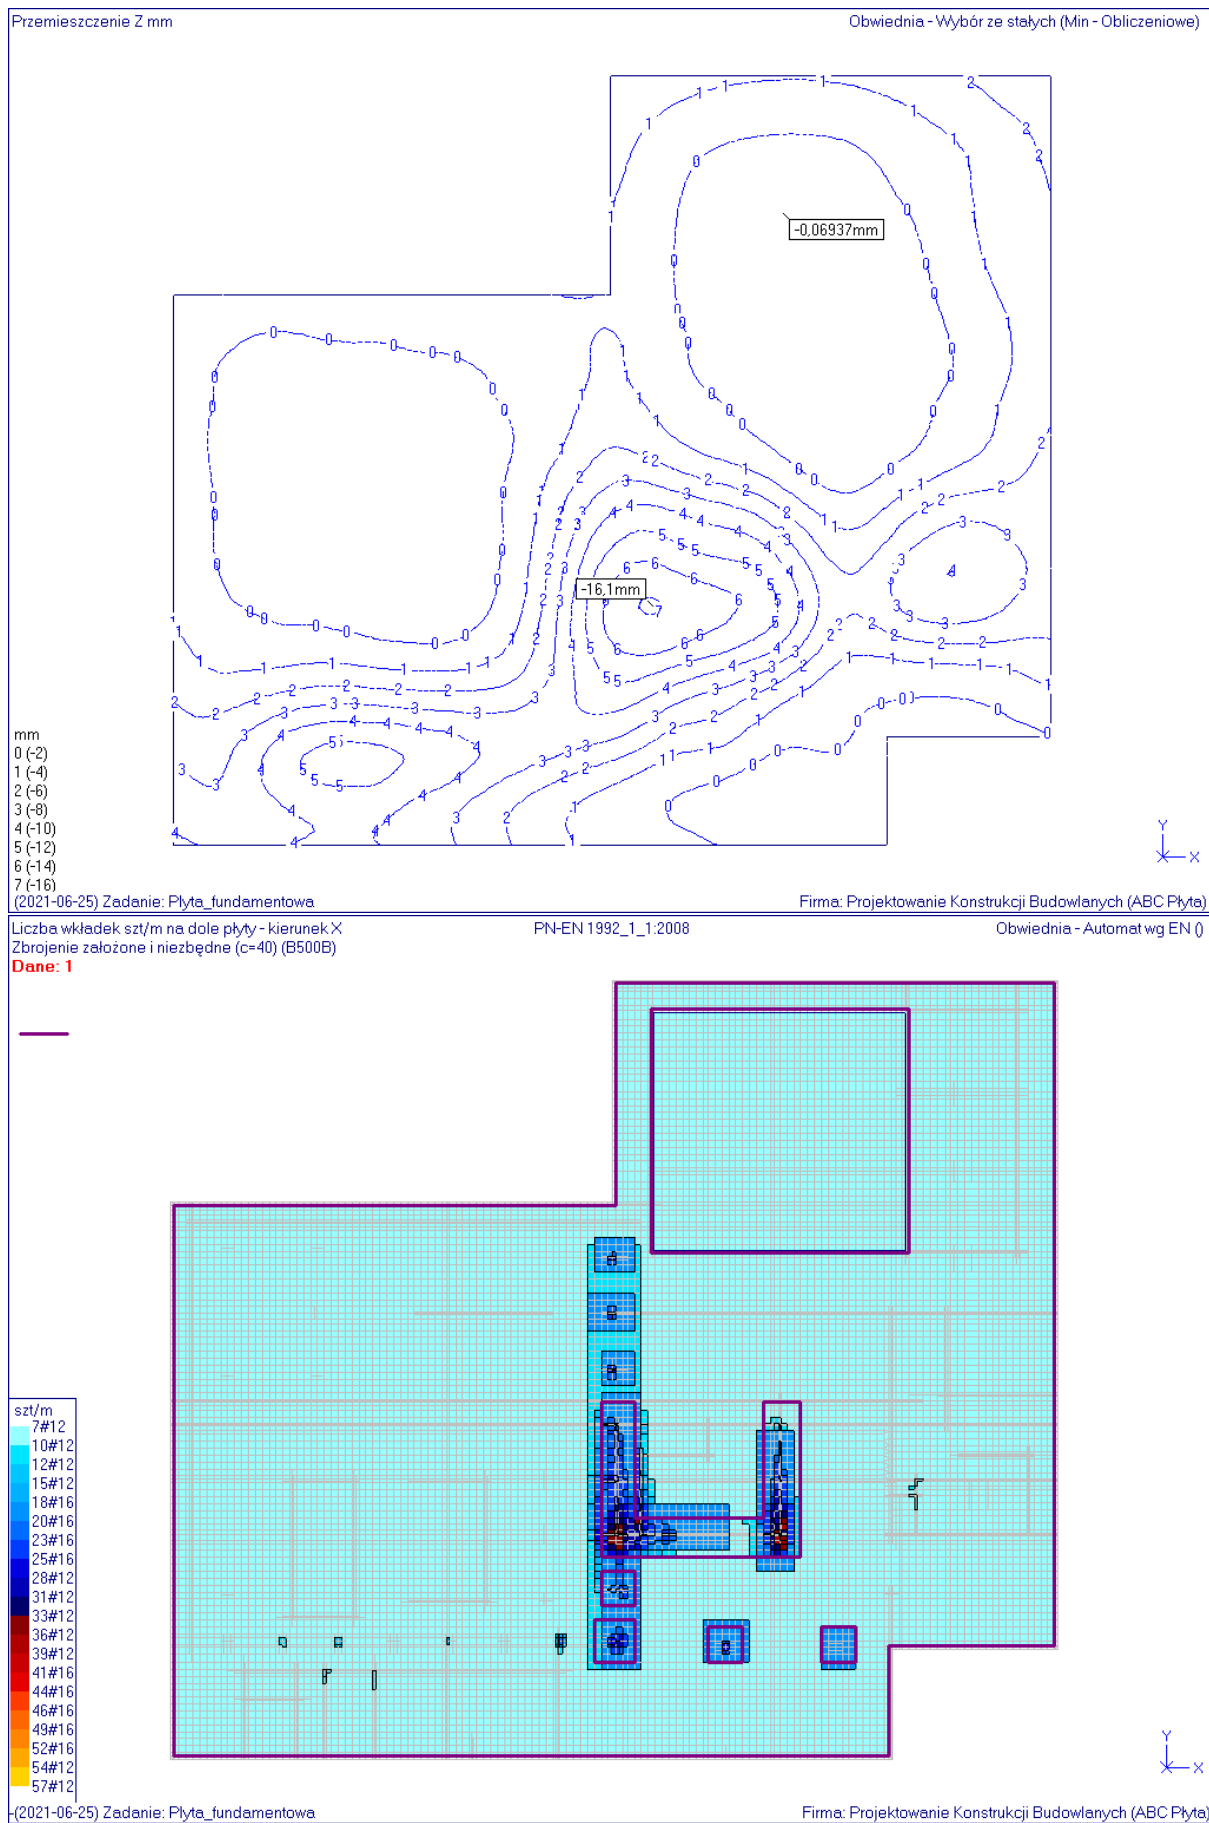 Przemieszczenie Z mm
Obwiednia - Wybór ze stałych (Min - Obliczeniowe)
-0,06937mm
-16,1mm
mm
0 (-2)
1 (-4)
2 (-6)
3 (-8)
4 (-10)
5 (-12)
6 (-14)
7 (-16)
Y
X
(2021-06-25) Zadanie: Plyta_fundamentowa
Firma: Projektowanie Konstrukcji Budowlanych (ABC Płyta)
Liczba wkładek szt/m na dole płyty - kierunek X
PN-EN 1992_1_1:2008
Obwiednia - Automat wg EN ()
Zbrojenie założone i niezbędne (c=40) (B500B)
Dane: 1
szt/m
7#12
10#12
12#12
15#12
18#16
20#16
23#16
25#16
28#12
31#12
33#12
36#12
39#12
41#16
44#16
46#16
49#16
52#16
54#12
57#12
Y
X
-(2021-06-25) Zadanie: Plyta_fundamentowa
Firma: Projektowanie Konstrukcji Budowlanych (ABC Płyta)